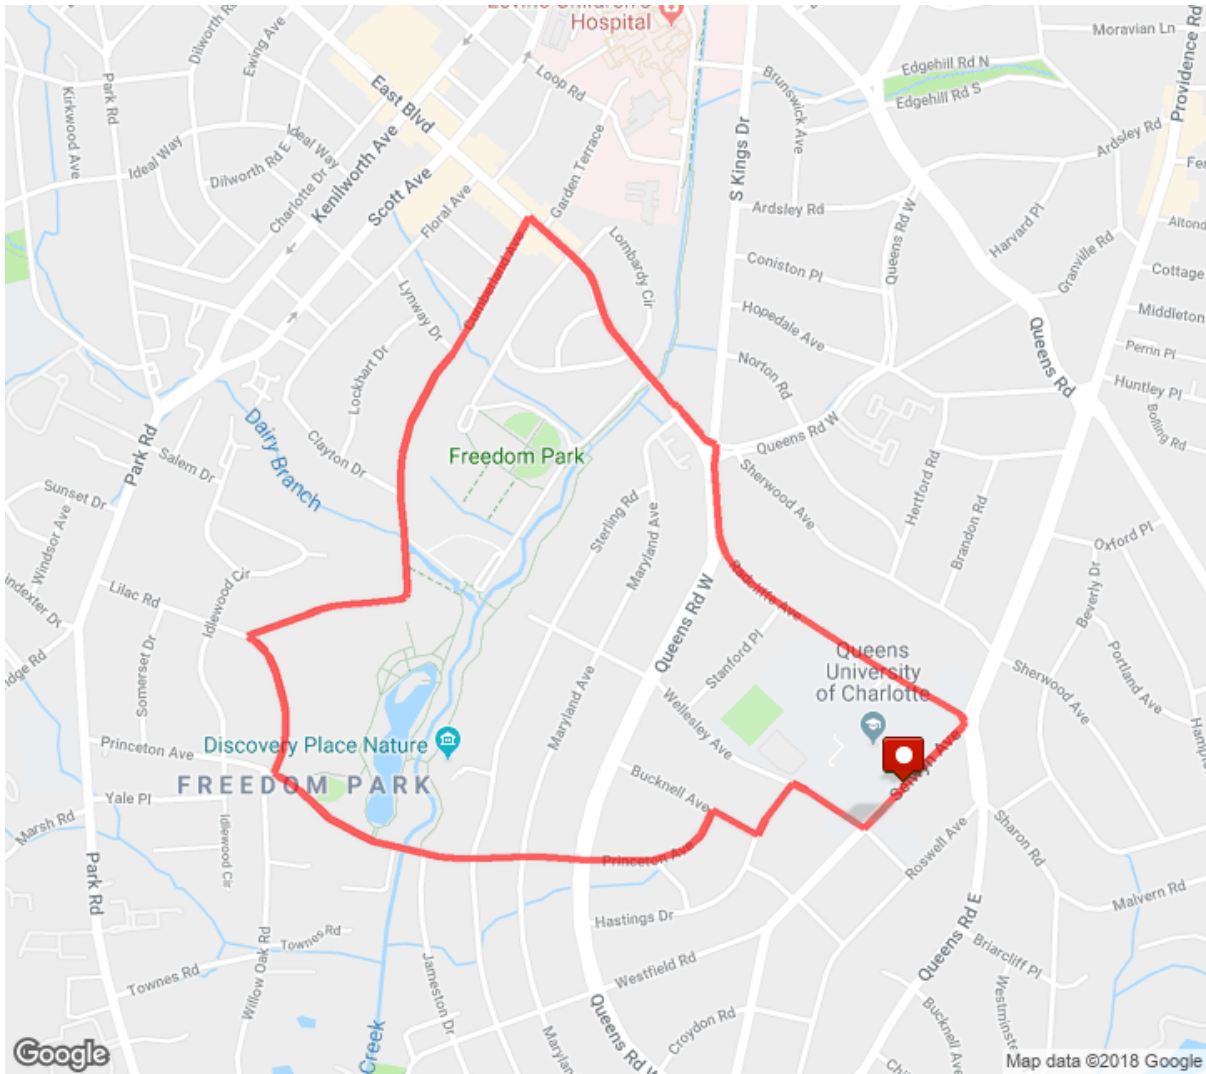 Levine Children's
Hospital
Moravian Ln
Providence Rd
Dilworth Rd
Ewing Ave
Park Rd
Kirkwood Ave
East Blvd
Loop Rd
Edgehill Rd N
Edgehill Rd S
Brunswick Ave
Ideal Way
Ideal Way
Dilworth Rd E
Charlotte Dr
Kenilworth Ave
Scott Ave
Floral Ave
Garden Terrace
S Kings Dr
Ardsley Rd
Ardsley Rd
Queens Rd W
Harvard Pl
Granville Rd
Cottage
Coniston Pl
Middleton
Hopedale Ave
Perrin Pl
Huntley Pl
Bolling Rd
Norton Rd
Queens Rd
Lombardy Cir
Cumberland Ave
Lynway Dr
Lockhart Dr
Clayton Dr
Dairy Branch
Park Rd
Salem Dr
Sunset Dr
Windsor Ave
Freedom Park
Queens Rd W
Sherwood Ave
Hertford Rd
Brandon Rd
Oxford Pl
Beverly Dr
Portland Ave
Sterling Rd
Maryland Ave
Queens Rd W
Radcliffe Ave
Stanford Pl
Queens
University
of Charlotte
Sherwood Ave
Lilac Rd
Idlewood Cir
Somerset Dr
Princeton Ave
Discovery Place Nature
FREEDOM PARK
Maryland Ave
Wellesley Ave
Bucknell Ave
Selwyn Ave
Yale Pl
Marsh Rd
Idlewood Cir
Park Rd
Princeton Ave
Roswell Ave
Sharon Rd
Malvern Rd
Hastings Dr
Queens Rd E
Briarcliff Pl
Townes Rd
Townes Rd
Willow Oak Rd
Jameston Dr
Westfield Rd
Queens Rd W
Croydon Rd
Bucknell Ave
Creek
Google
Map data ©2018 Google